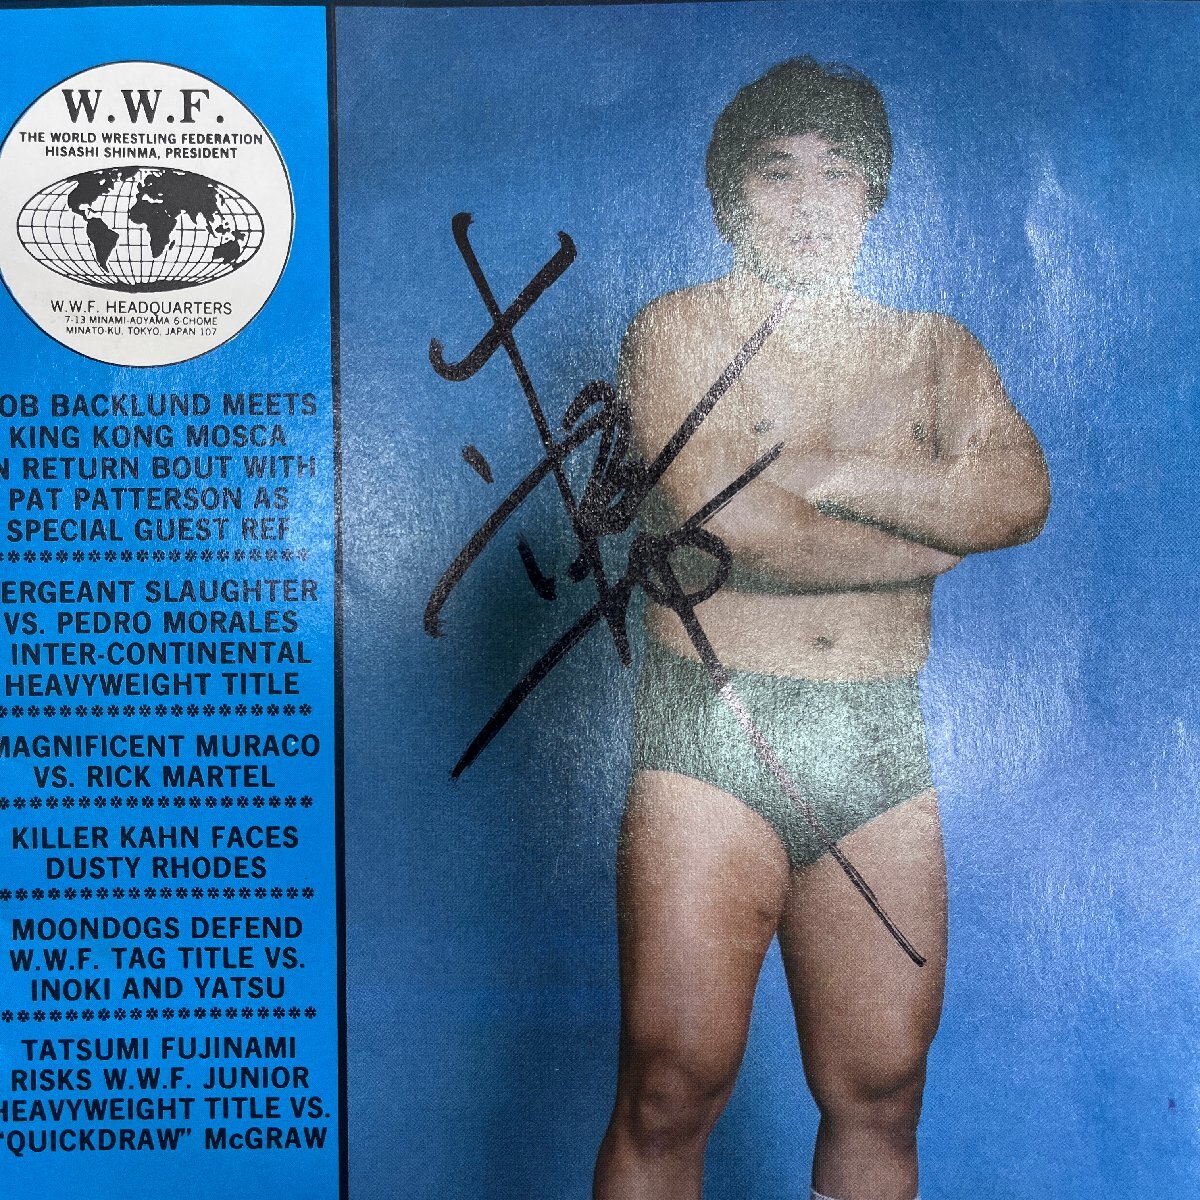 W.W.F.
THE WORLD WRESTLING FEDERATION
HISASHI SHINMA, PRESIDENT
W.W.F. HEADQUARTERS
7-13 MINAMI-AOYAMA 6 CHOME
MINATO-KU, TOKYO, JAPAN 107
OB BACKLUND MEETS
KING KONG MOSCA
N RETURN BOUT WITH
PAT PATTERSON AS
SPECIAL GUEST REF
ERGEANT SLAUGHTER
VS. PEDRO MORALES
INTER-CONTINENTAL
HEAVYWEIGHT TITLE
MAGNIFICENT MURACO
VS. RICK MARTEL
KILLER KAHN FACES
DUSTY RHODES
MOONDOGS DEFEND
W.W.F. TAG TITLE VS.
INOKI AND YATSU
TATSUMI FUJINAMI
RISKS W.W.F. JUNIOR
HEAVYWEIGHT TITLE VS.
"QUICKDRAW" McGRAW